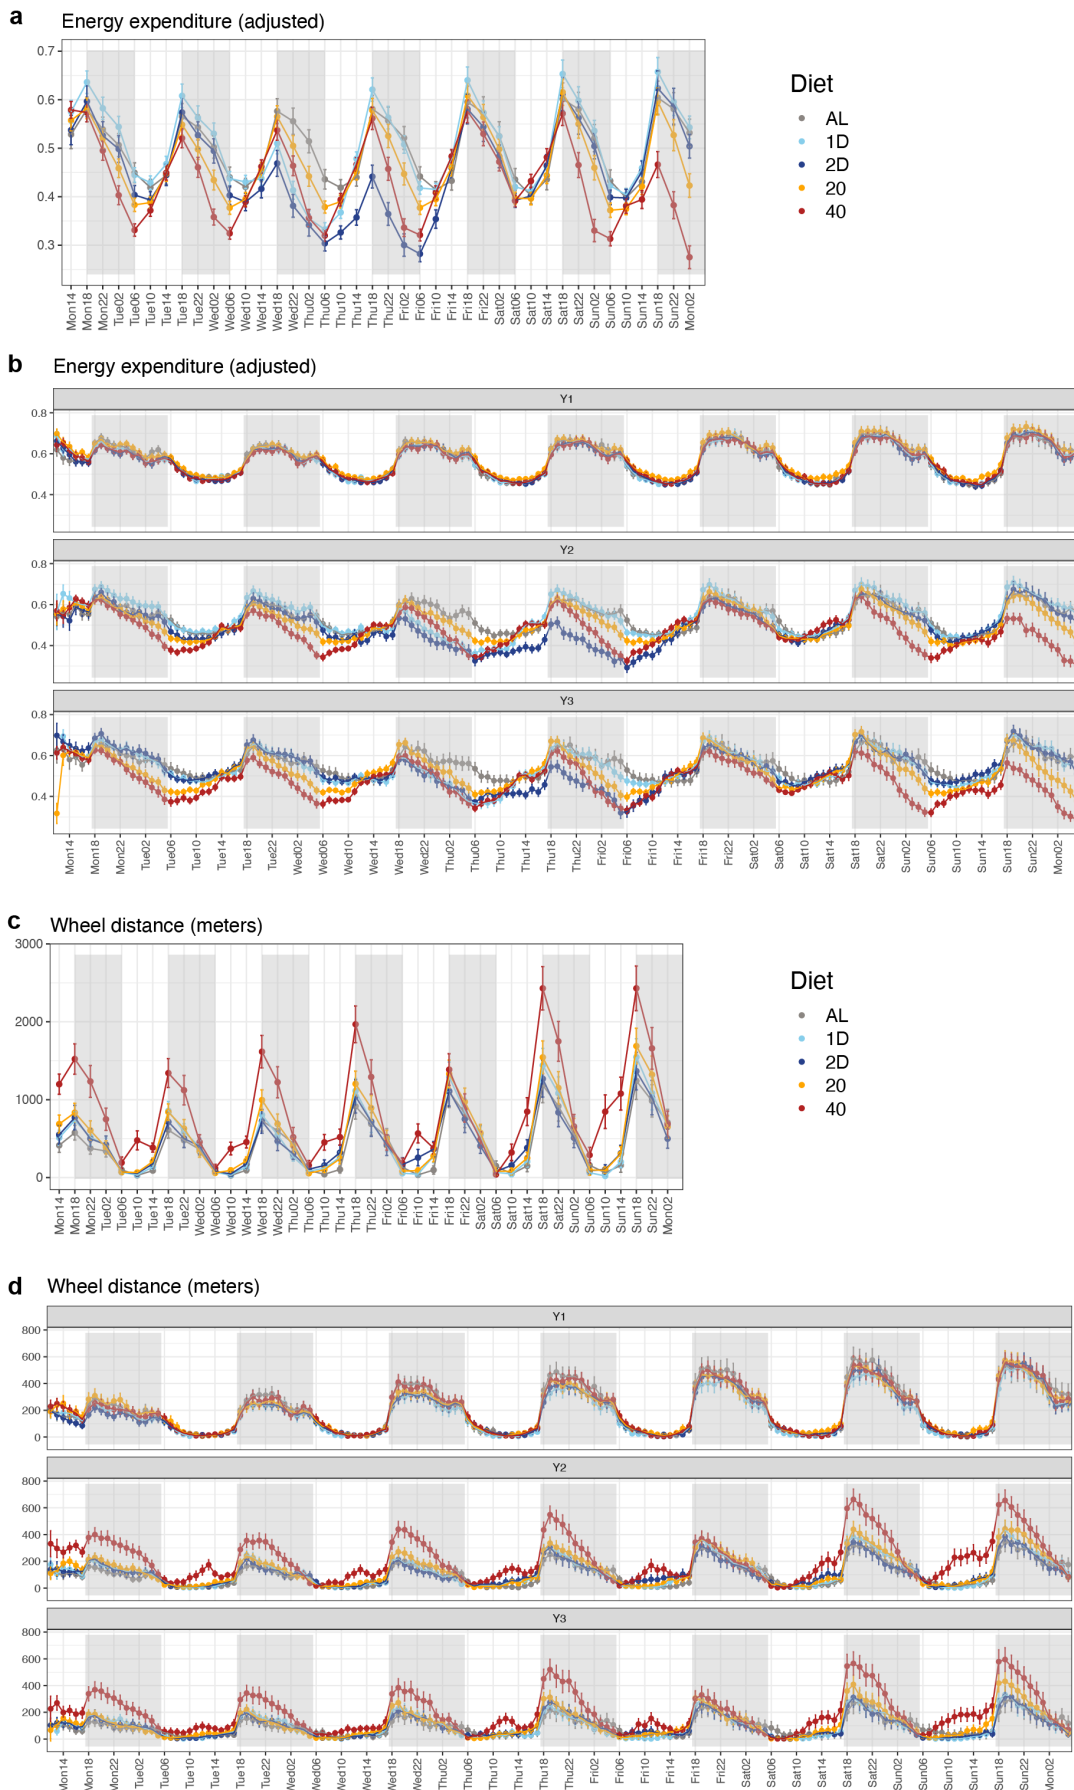 a
Energy expenditure (adjusted)
0.7
0.6
0.5
0.4
0.3
Mon14 Mon18 Mon22 Tue02 Tue06 Tue10 Tue14 Tue18 Tue22 Wed02 Wed06 Wed10 Wed14 Wed18 Wed22 Thu02 Thu06 Thu10 Thu14 Thu18 Thu22 Fri02 Fri06 Fri10 Fri14 Fri18 Fri22 Sat02 Sat06 Sat10 Sat14 Sat18 Sat22 Sun02 Sun06 Sun10 Sun14 Sun18 Sun22 Mon02
Diet
AL
1D
2D
20
40
b
Energy expenditure (adjusted)
Y1
0.8
0.6
0.4
Y2
0.8
0.6
0.4
Y3
0.8
0.6
0.4
Mon14 Mon18 Mon22 Tue02 Tue06 Tue10 Tue14 Tue18 Tue22 Wed02 Wed06 Wed10 Wed14 Wed18 Wed22 Thu02 Thu06 Thu10 Thu14 Thu18 Thu22 Fri02 Fri06 Fri10 Fri14 Fri18 Fri22 Sat02 Sat06 Sat10 Sat14 Sat18 Sat22 Sun02 Sun06 Sun10 Sun14 Sun18 Sun22 Mon02
c
Wheel distance (meters)
3000
2000
1000
0
Mon14 Mon18 Mon22 Tue02 Tue06 Tue10 Tue14 Tue18 Tue22 Wed02 Wed06 Wed10 Wed14 Wed18 Wed22 Thu02 Thu06 Thu10 Thu14 Thu18 Thu22 Fri02 Fri06 Fri10 Fri14 Fri18 Fri22 Sat02 Sat06 Sat10 Sat14 Sat18 Sat22 Sun02 Sun06 Sun10 Sun14 Sun18 Sun22 Mon02
Diet
AL
1D
2D
20
40
d
Wheel distance (meters)
Y1
800
600
400
200
0
Y2
800
600
400
200
0
Y3
800
600
400
200
0
Mon14 Mon18 Mon22 Tue02 Tue06 Tue10 Tue14 Tue18 Tue22 Wed02 Wed06 Wed10 Wed14 Wed18 Wed22 Thu02 Thu06 Thu10 Thu14 Thu18 Thu22 Fri02 Fri06 Fri10 Fri14 Fri18 Fri22 Sat02 Sat06 Sat10 Sat14 Sat18 Sat22 Sun02 Sun06 Sun10 Sun14 Sun18 Sun22 Mon02